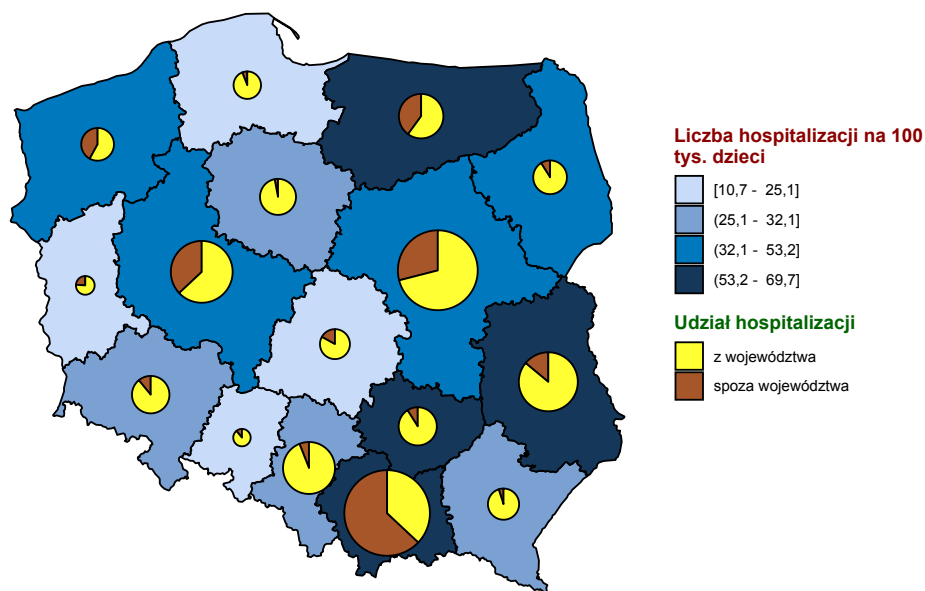 Liczba hospitalizacji na 100
tys. dzieci
[10,7 - 25,1]
(25,1 - 32,1]
(32,1 - 53,2]
(53,2 - 69,7]
Udział hospitalizacji
z województwa
spoza województwa